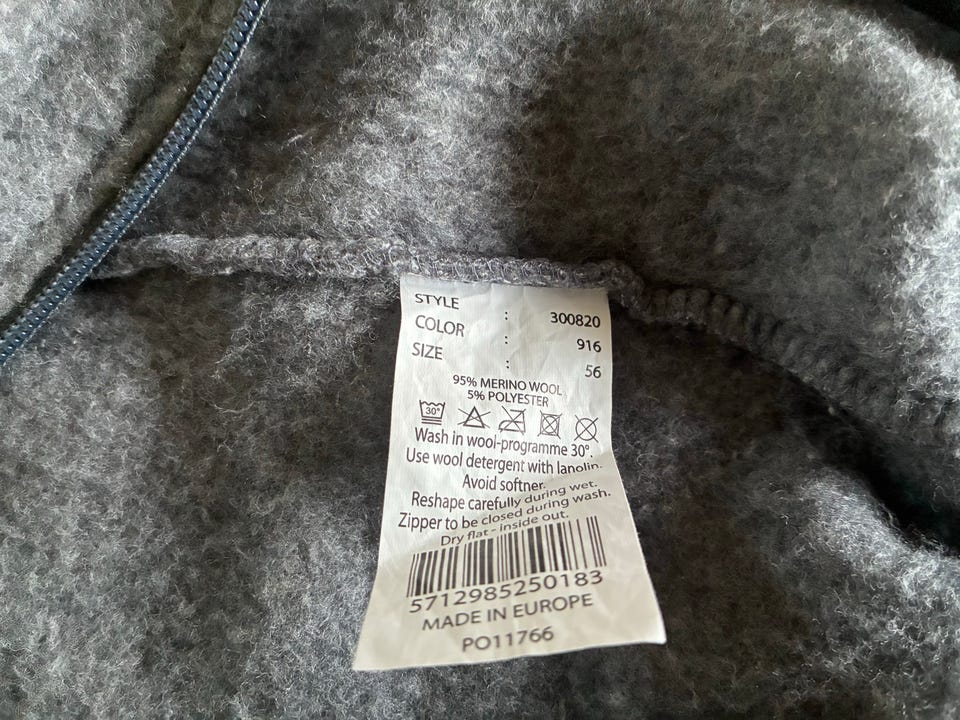 STYLE : 300820
COLOR : 916
SIZE : 56
95% MERINO WOOL
5% POLYESTER
30°
Wash in wool-programme 30°.
Use wool detergent with lanolin.
Avoid softner.
Reshape carefully during wet.
Zipper to be closed during wash.
Dry flat - inside out.
5712985250183
MADE IN EUROPE
PO11766